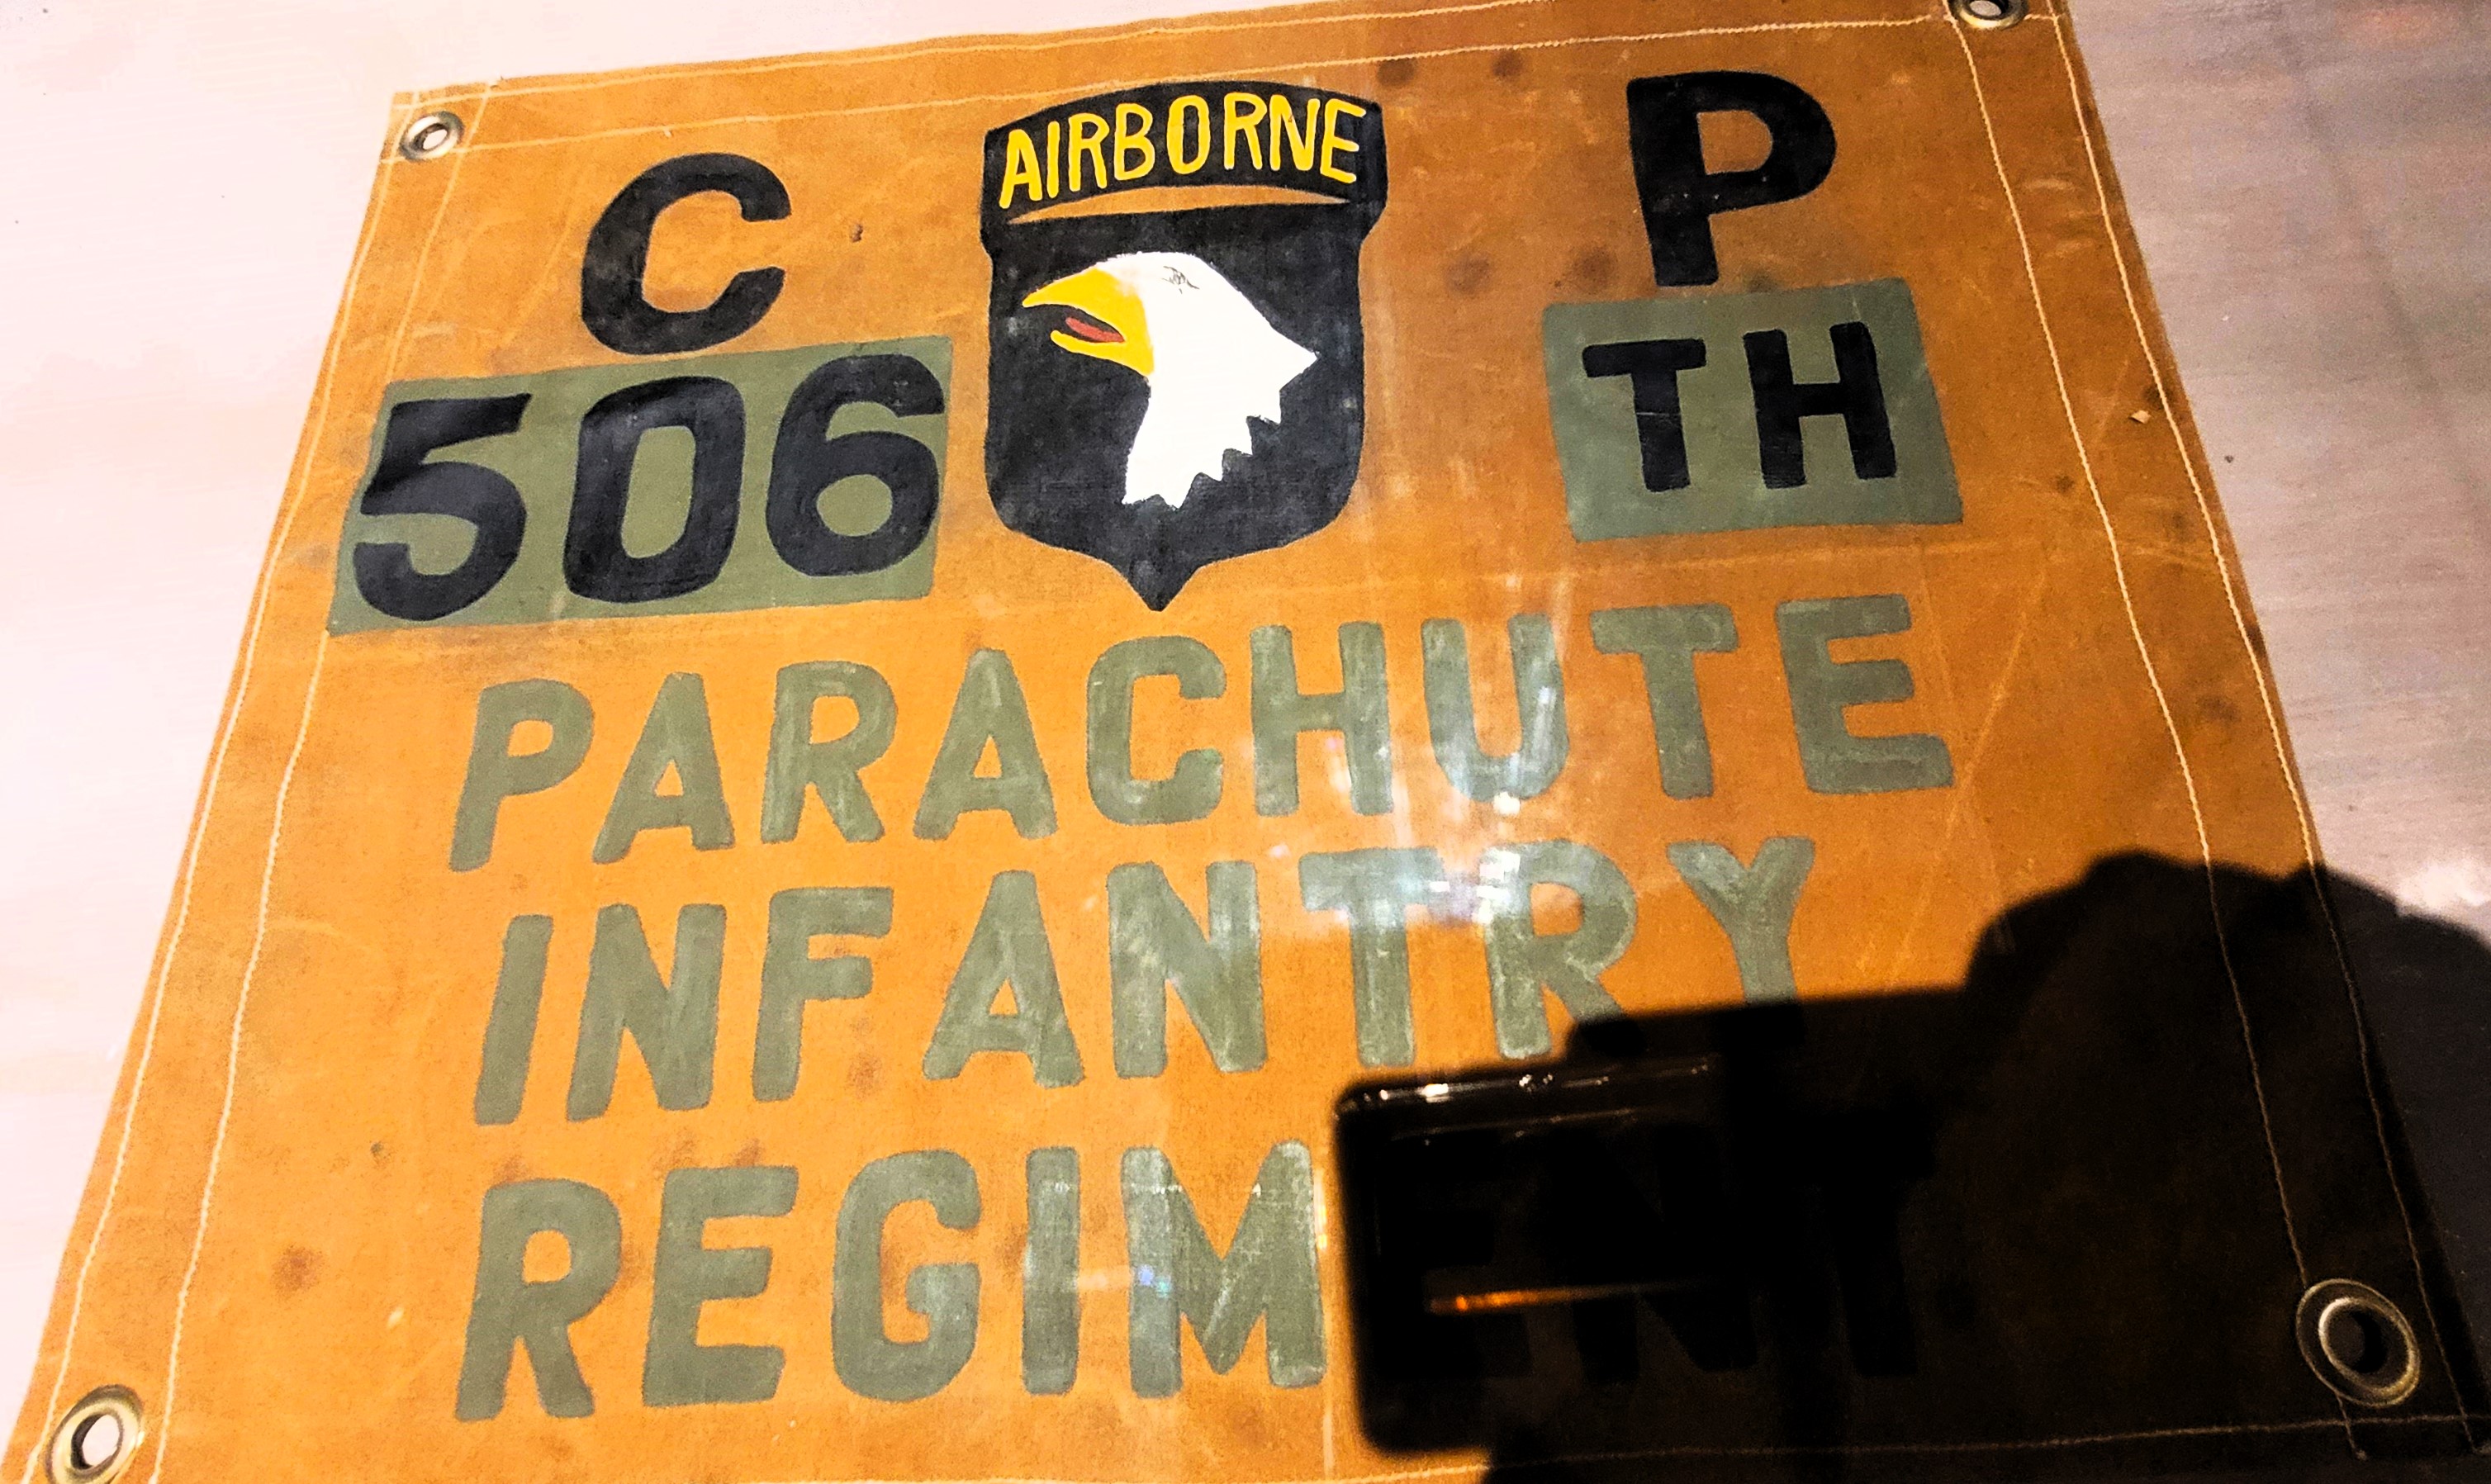 C P
AIRBORNE
506 TH
PARACHUTE
INFANTRY
REGIMENT